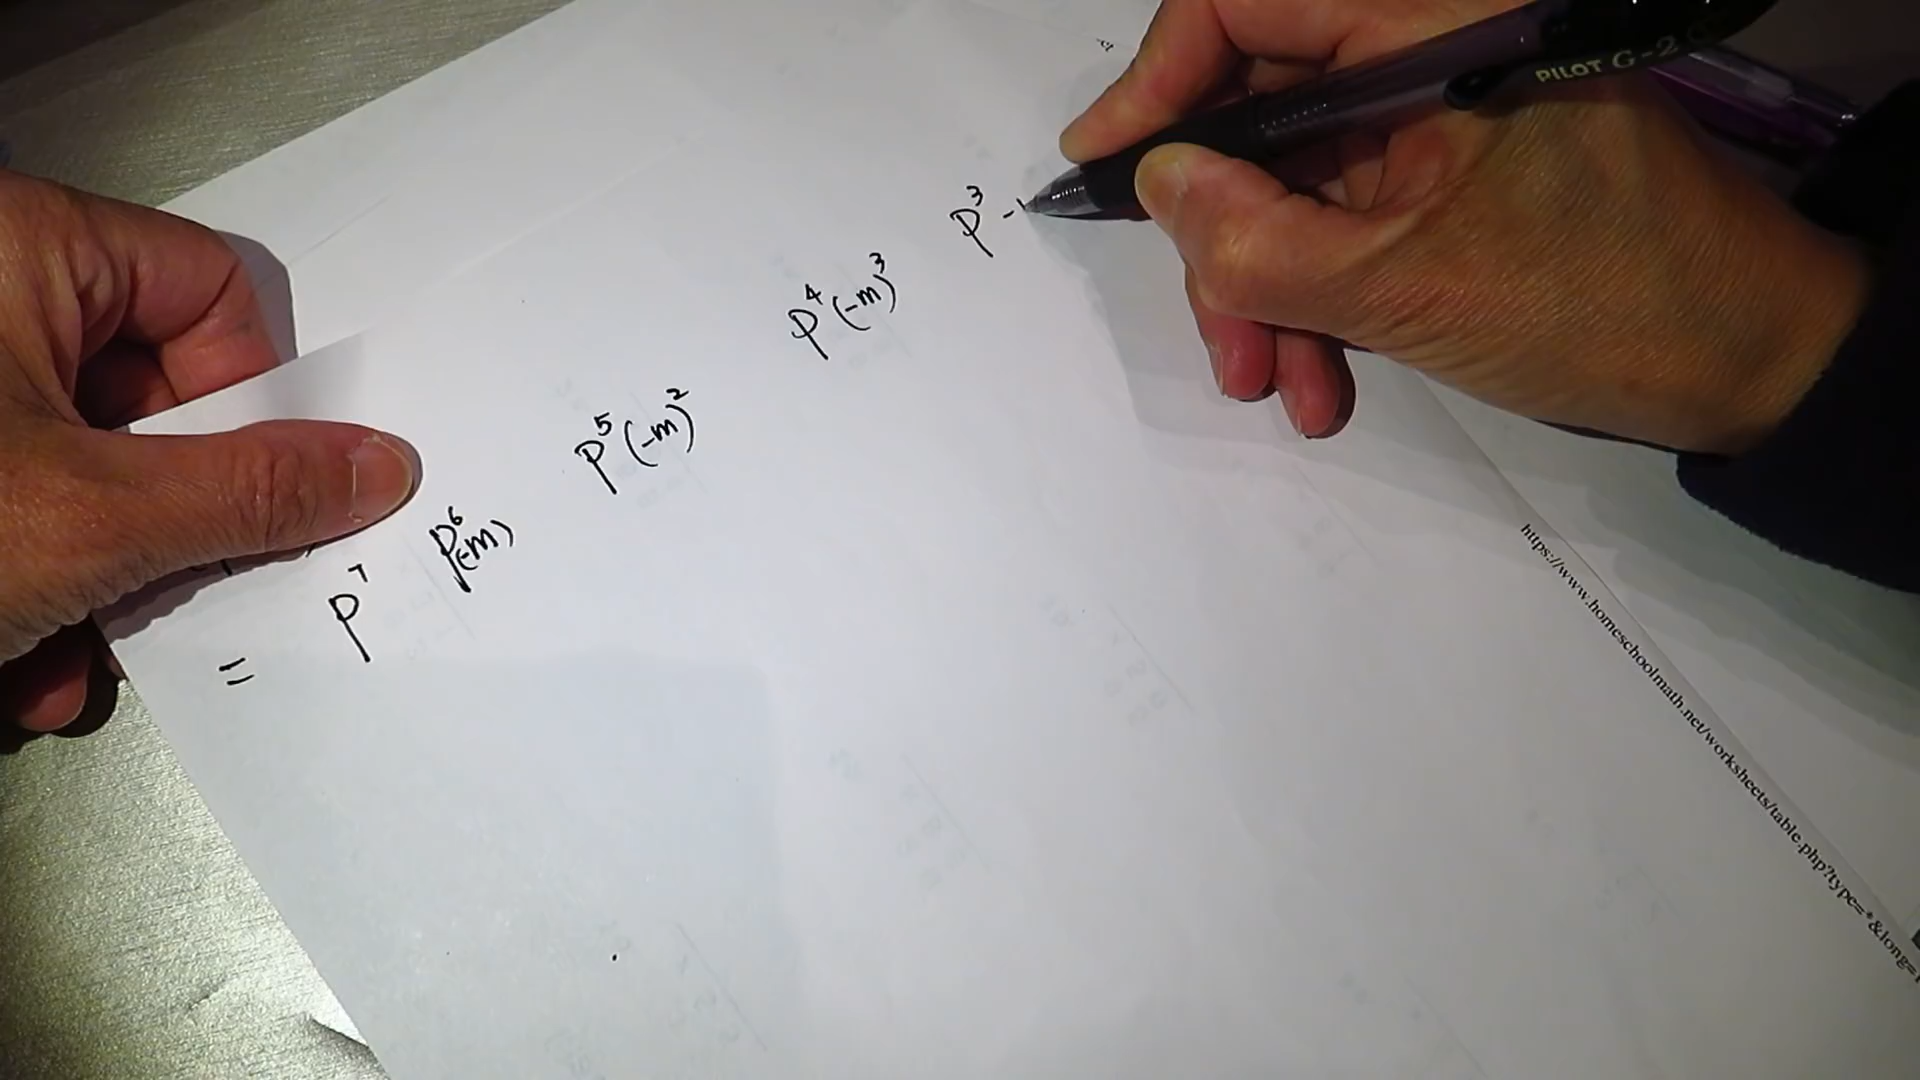 = p⁷ p⁶(-m) p⁵(-m)² p⁴(-m)³ p³ -
PILOT G-2
https://www.homeschoolmath.net/worksheets/table.php?type=*&long=